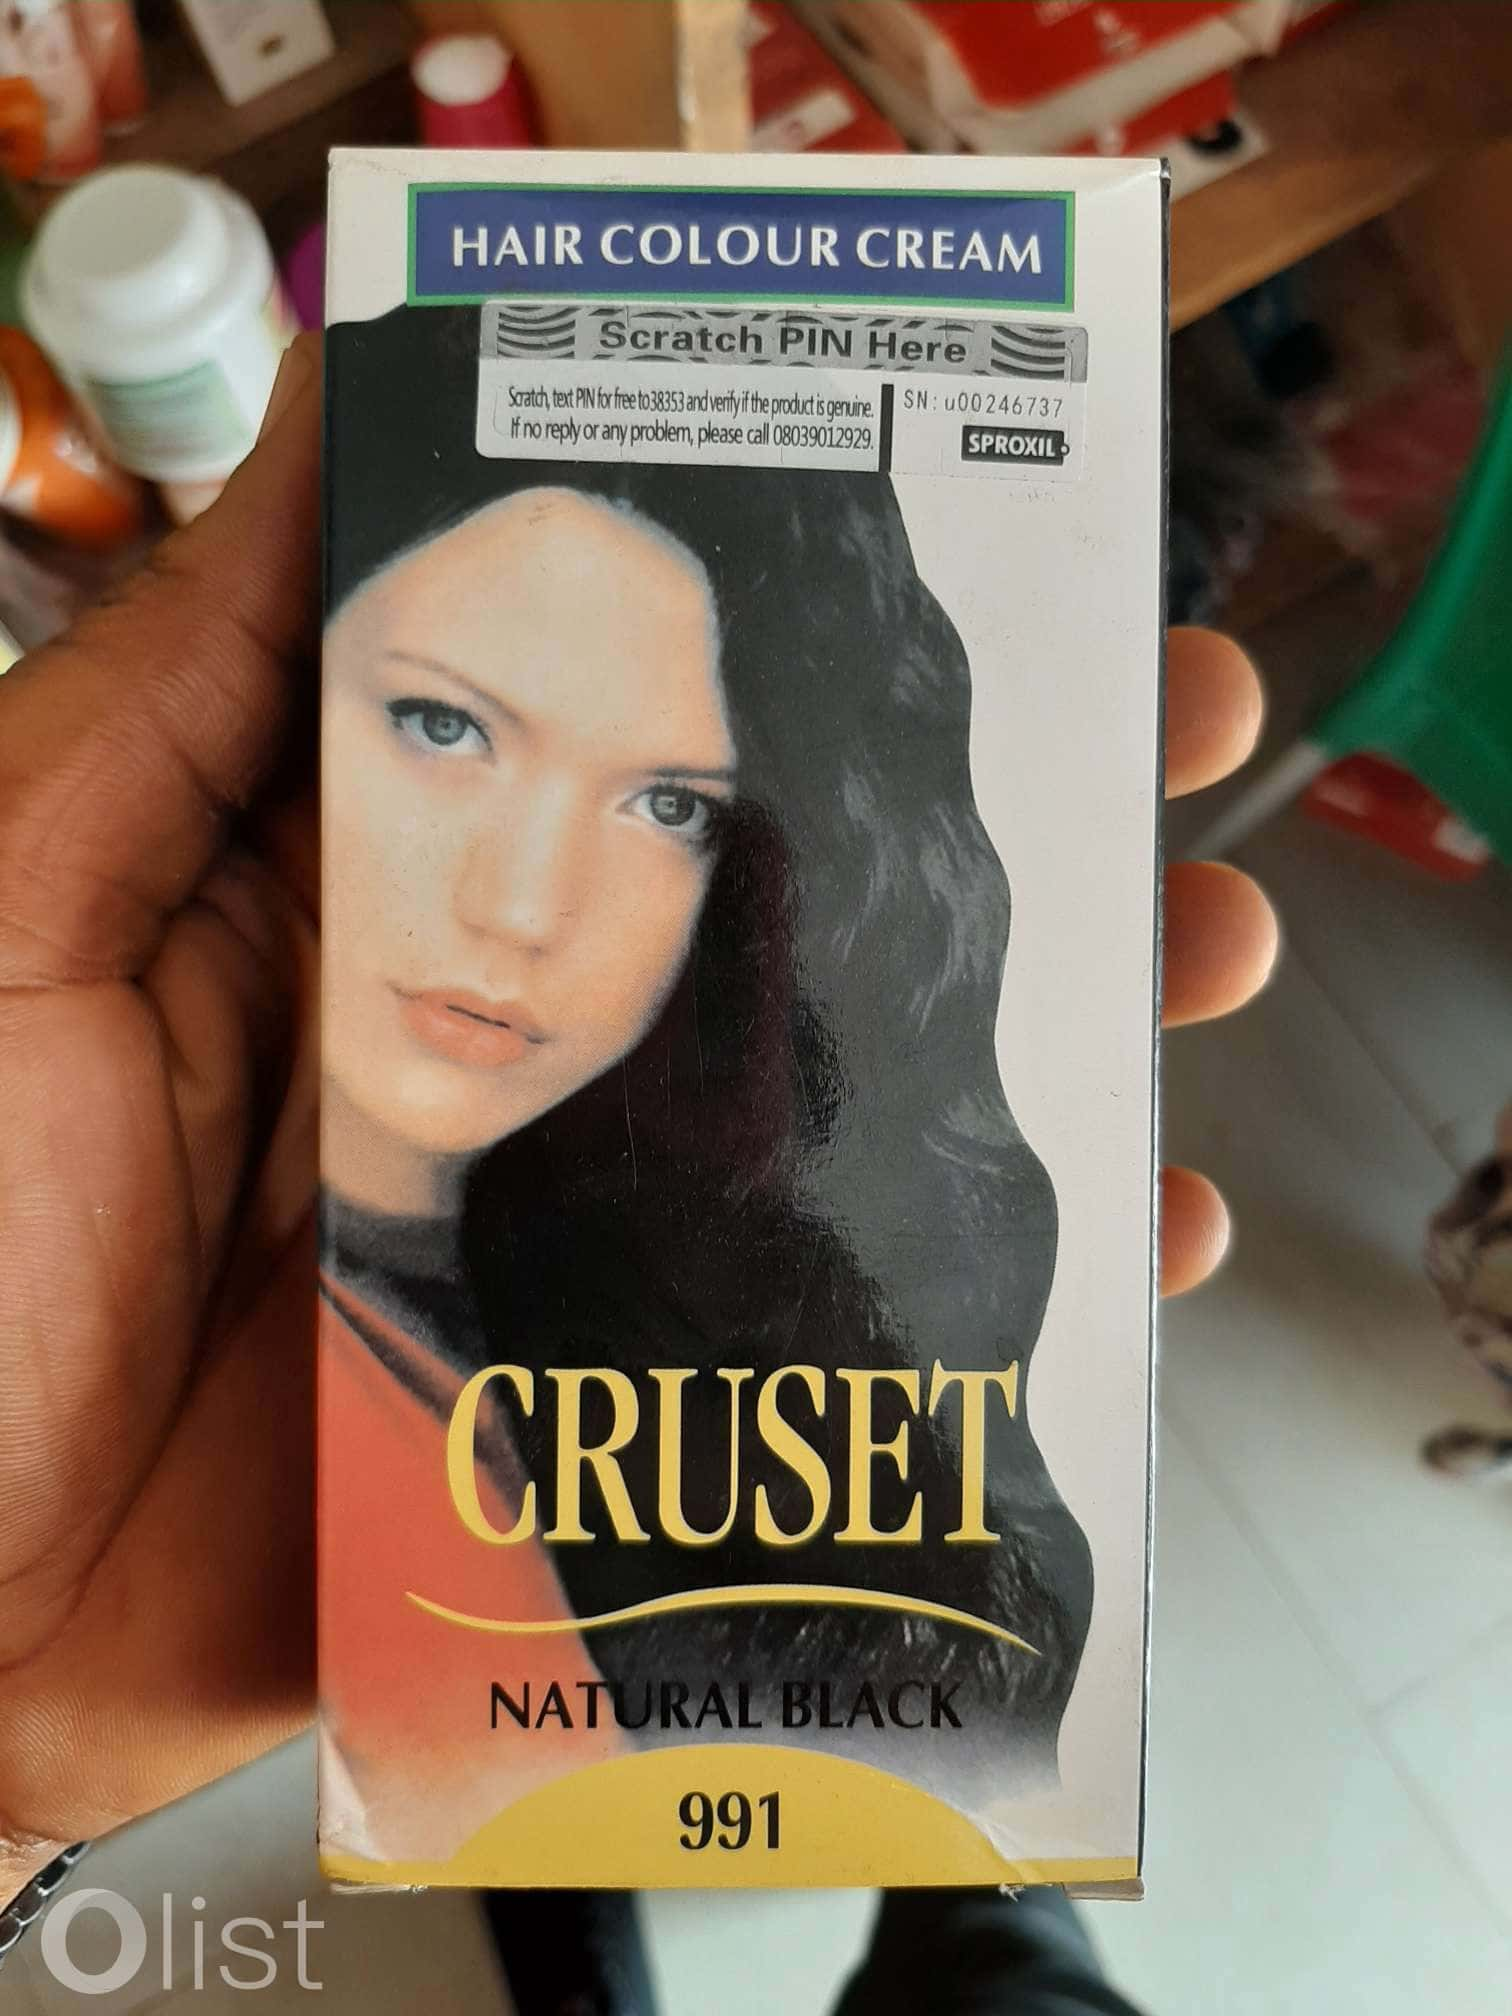 HAIR COLOUR CREAM
Scratch PIN Here
Scratch, text PIN for free to 38353 and verify if the product is genuine.
If no reply or any problem, please call 08039012929.
SN: u00246737
SPROXIL
CRUSET
NATURAL BLACK
991
Olist